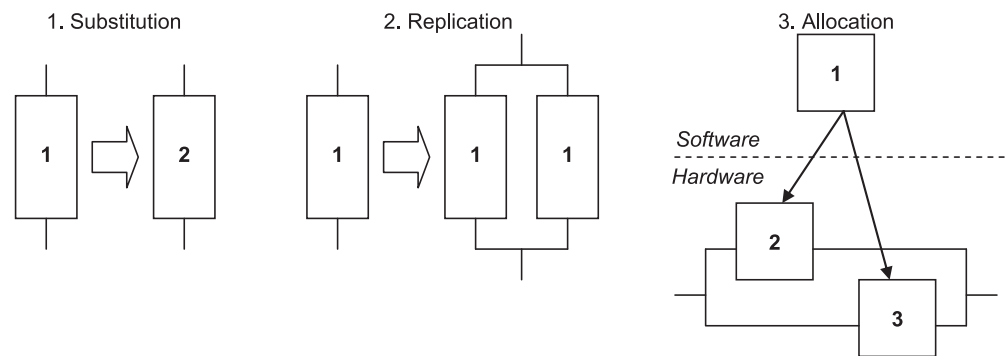 1. Substitution
1
2
2. Replication
1
1
1
3. Allocation
1
Software
Hardware
2
3